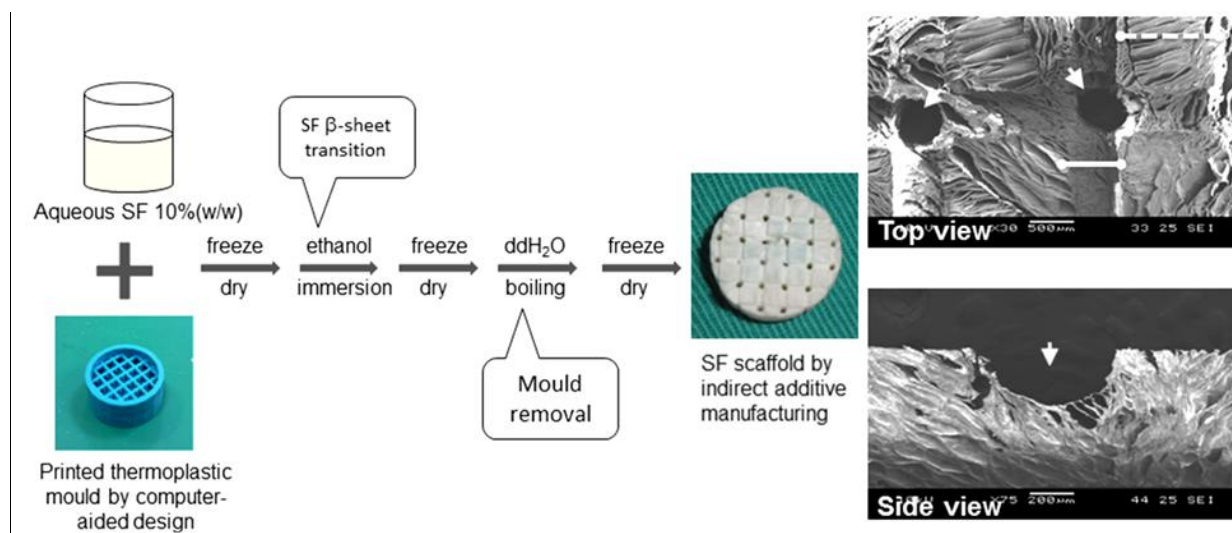 Aqueous SF 10%(w/w)
Printed thermoplastic
mould by computer-
aided design
freeze
dry
SF β-sheet
transition
ethanol
immersion
freeze
dry
ddH₂O
boiling
Mould
removal
freeze
dry
SF scaffold by
indirect additive
manufacturing
X30 500µm
33 25 SEI
Top view
X75 200µm
44 25 SEI
Side view